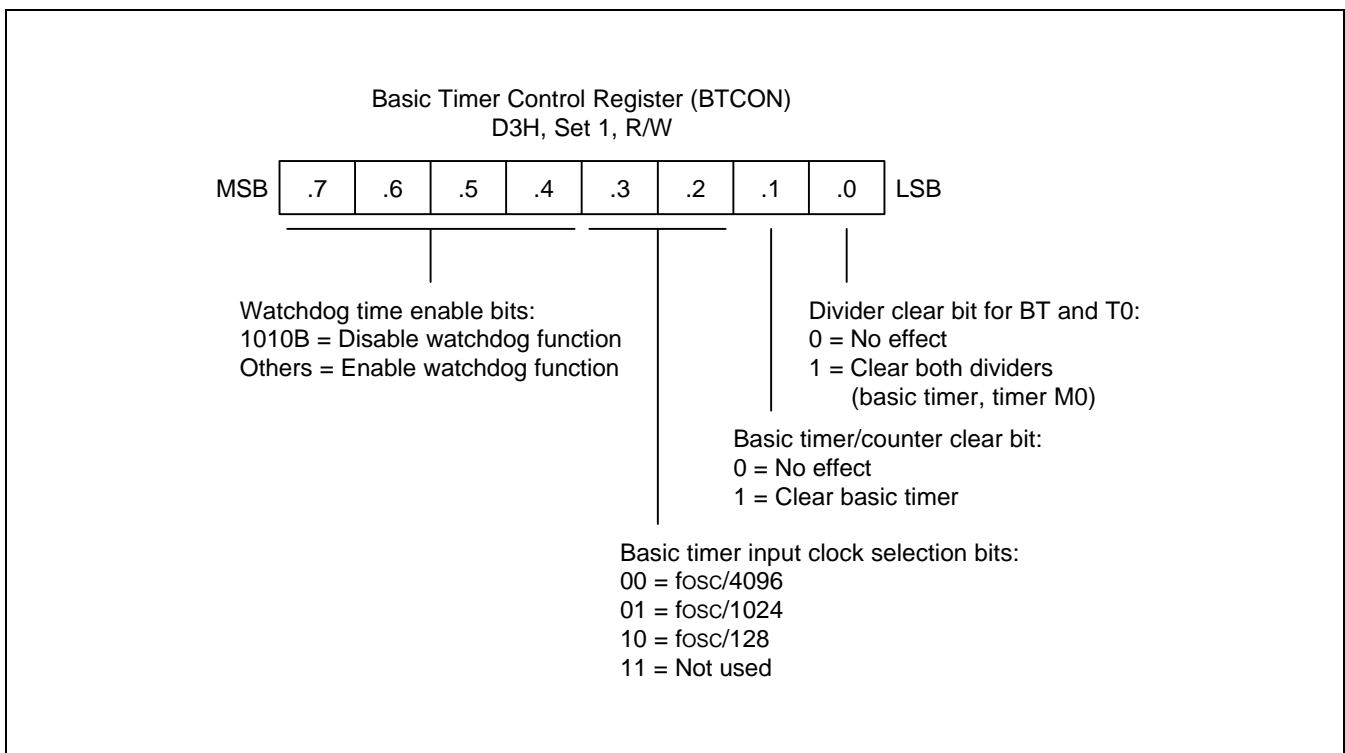 Basic Timer Control Register (BTCON)
D3H, Set 1, R/W
MSB .7 .6 .5 .4 .3 .2 .1 .0 LSB
Watchdog time enable bits:
1010B = Disable watchdog function
Others = Enable watchdog function
Divider clear bit for BT and T0:
0 = No effect
1 = Clear both dividers
(basic timer, timer M0)
Basic timer/counter clear bit:
0 = No effect
1 = Clear basic timer
Basic timer input clock selection bits:
00 = fOSC/4096
01 = fOSC/1024
10 = fOSC/128
11 = Not used